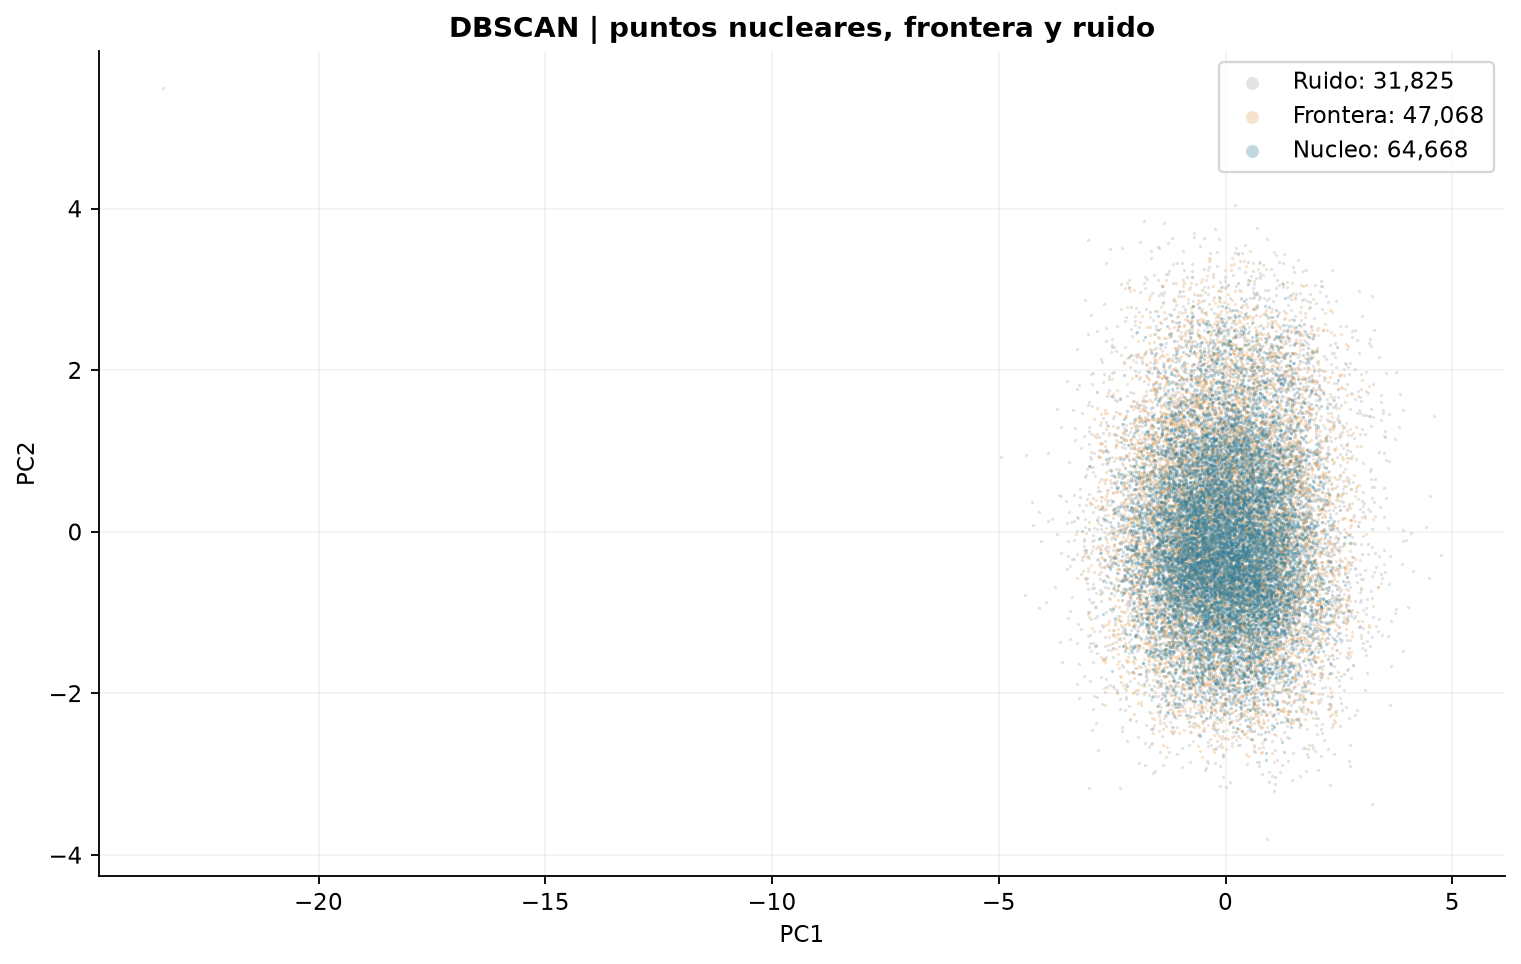 DBSCAN | puntos nucleares, frontera y ruido
Ruido: 31,825
Frontera: 47,068
Nucleo: 64,668
4
2
0
−2
−4
PC2
−20
−15
−10
−5
0
5
PC1